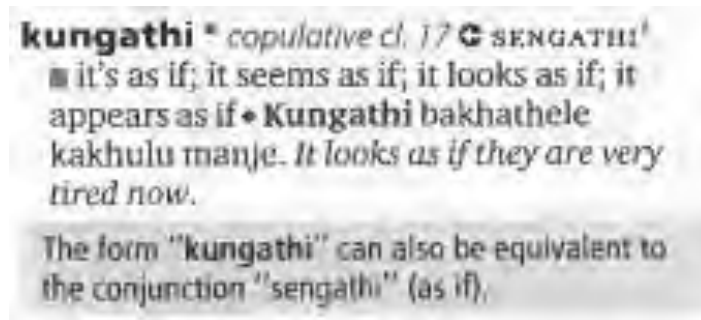 kungathi * copulative cl. 17 SENGATHI¹
■ it's as if; it seems as if; it looks as if; it
appears as if • Kungathi bakhathele
kakhulu manje. It looks as if they are very
tired now.
The form "kungathi" can also be equivalent to
the conjunction "sengathi" (as if).